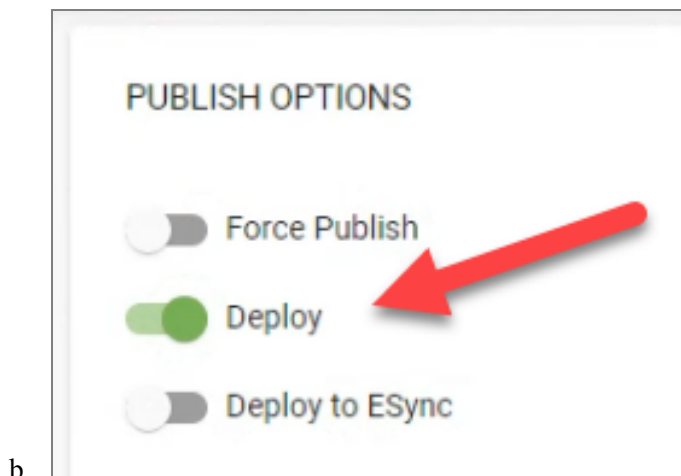 PUBLISH OPTIONS
Force Publish
Deploy
Deploy to ESync
b